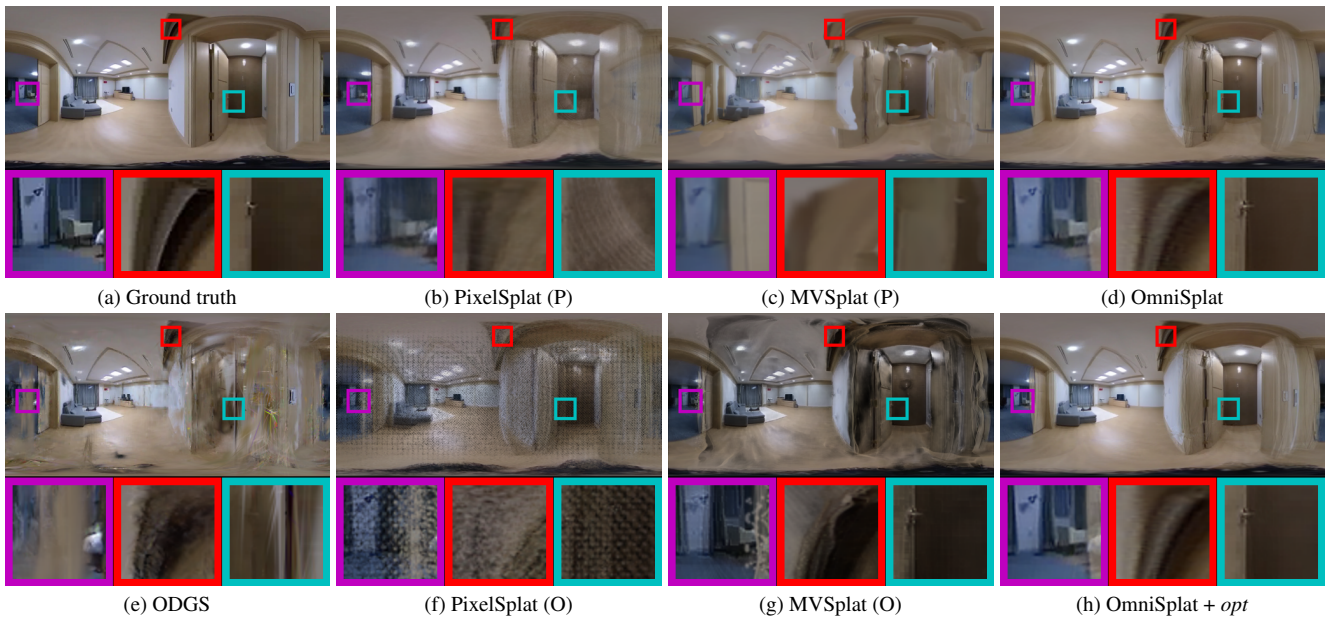 (a) Ground truth
(b) PixelSplat (P)
(c) MVSplat (P)
(d) OmniSplat
(e) ODGS
(f) PixelSplat (O)
(g) MVSplat (O)
(h) OmniSplat + opt